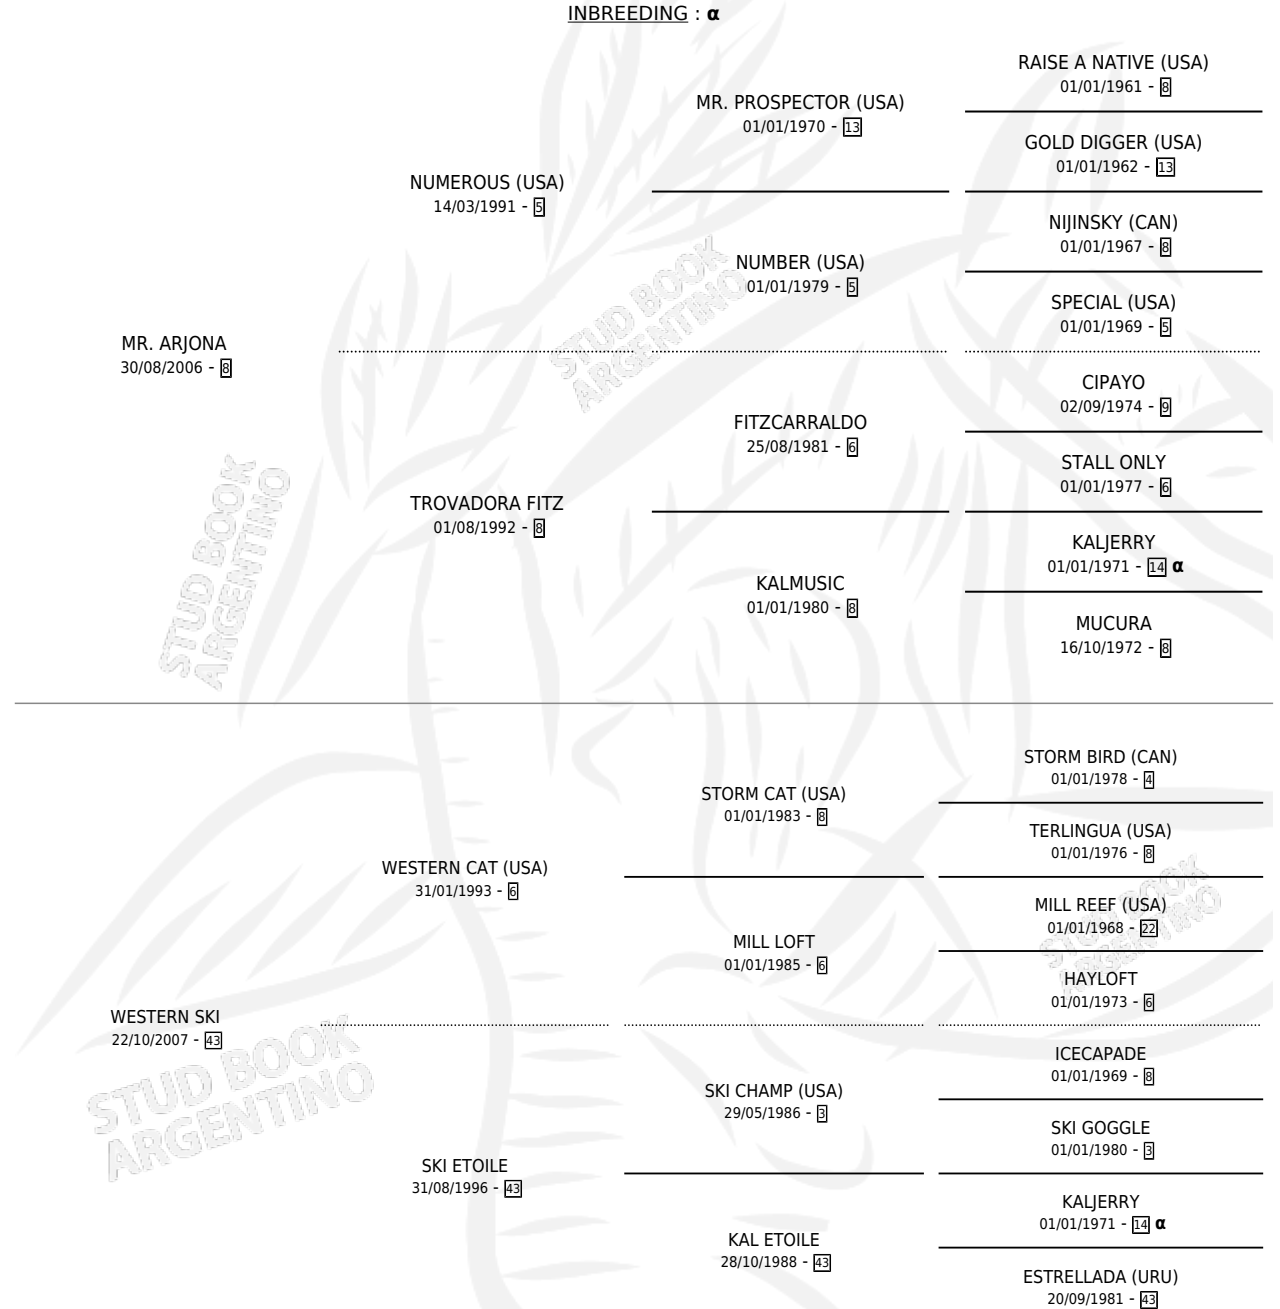 INBREEDING : α
RAISE A NATIVE (USA)
01/01/1961 - 8
MR. PROSPECTOR (USA)
01/01/1970 - 13
GOLD DIGGER (USA)
01/01/1962 - 13
NUMEROUS (USA)
14/03/1991 - 5
NIJINSKY (CAN)
01/01/1967 - 8
NUMBER (USA)
01/01/1979 - 5
SPECIAL (USA)
01/01/1969 - 5
MR. ARJONA
30/08/2006 - 8
CIPAYO
02/09/1974 - 9
FITZCARRALDO
25/08/1981 - 6
STALL ONLY
01/01/1977 - 6
TROVADORA FITZ
01/08/1992 - 8
KALJERRY
01/01/1971 - 14 α
KALMUSIC
01/01/1980 - 8
MUCURA
16/10/1972 - 8
STORM BIRD (CAN)
01/01/1978 - 4
STORM CAT (USA)
01/01/1983 - 8
TERLINGUA (USA)
01/01/1976 - 8
WESTERN CAT (USA)
31/01/1993 - 6
MILL REEF (USA)
01/01/1968 - 22
MILL LOFT
01/01/1985 - 6
HAYLOFT
01/01/1973 - 6
WESTERN SKI
22/10/2007 - 43
ICECAPADE
01/01/1969 - 8
SKI CHAMP (USA)
29/05/1986 - 3
SKI GOGGLE
01/01/1980 - 3
SKI ETOILE
31/08/1996 - 43
KALJERRY
01/01/1971 - 14 α
KAL ETOILE
28/10/1988 - 43
ESTRELLADA (URU)
20/09/1981 - 43
STUD BOOK
ARGENTINO
STUD BOOK
ARGENTINO
STUD BOOK
ARGENTINO
STUD BOOK
ARGENTINO